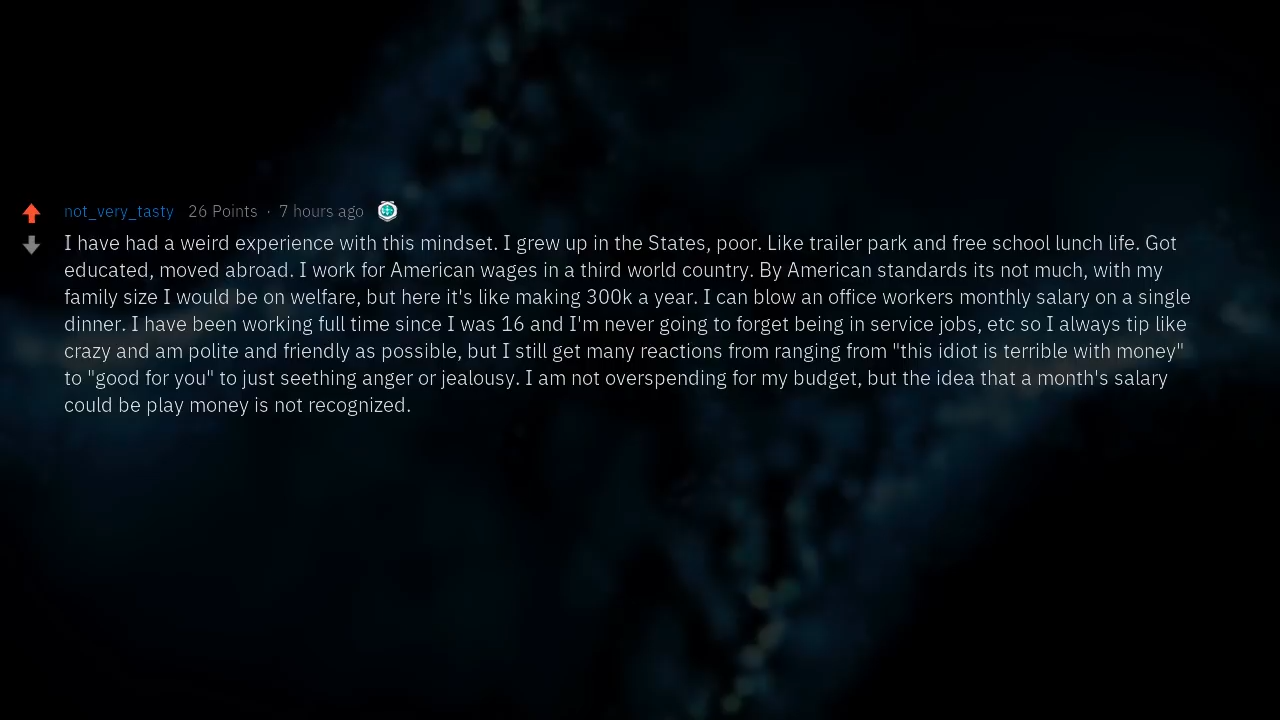 not_very_tasty 26 Points · 7 hours ago
I have had a weird experience with this mindset. I grew up in the States, poor. Like trailer park and free school lunch life. Got
educated, moved abroad. I work for American wages in a third world country. By American standards its not much, with my
family size I would be on welfare, but here it's like making 300k a year. I can blow an office workers monthly salary on a single
dinner. I have been working full time since I was 16 and I'm never going to forget being in service jobs, etc so I always tip like
crazy and am polite and friendly as possible, but I still get many reactions from ranging from "this idiot is terrible with money"
to "good for you" to just seething anger or jealousy. I am not overspending for my budget, but the idea that a month's salary
could be play money is not recognized.